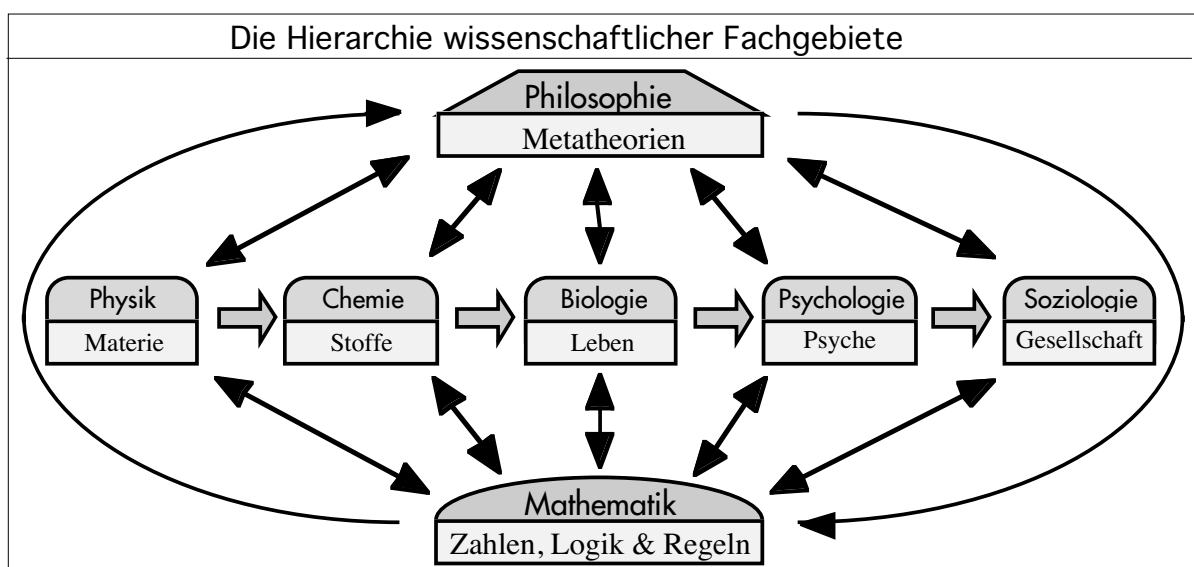 Die Hierarchie wissenschaftlicher Fachgebiete
Philosophie
Metatheorien
Physik
Materie
Chemie
Stoffe
Biologie
Leben
Psychologie
Psyche
Soziologie
Gesellschaft
Mathematik
Zahlen, Logik & Regeln